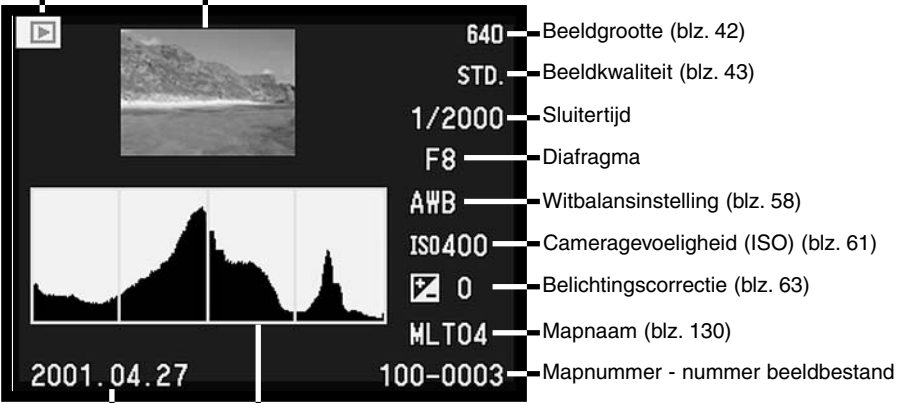 640 Beeldgrootte (blz. 42)
STD. Beeldkwaliteit (blz. 43)
1/2000 Sluitertijd
F8 Diafragma
AWB Witbalansinstelling (blz. 58)
ISO400 Cameragevoeligheid (ISO) (blz. 61)
0 Belichtingscorrectie (blz. 63)
MLT04 Mapnaam (blz. 130)
2001.04.27 100-0003 Mapnummer - nummer beeldbestand